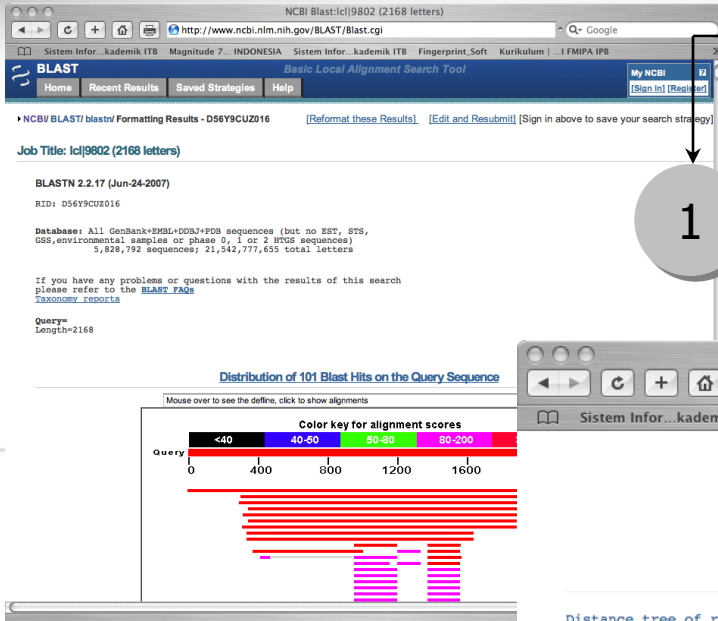 NCBI Blast:lcl|9802 (2168 letters)
http://www.ncbi.nlm.nih.gov/BLAST/Blast.cgi
Google
Sistem Infor...kademik ITB Magnitude 7... INDONESIA Sistem Infor...kademik ITB Fingerprint_Soft Kurikulum | ...I FMIPA IPB
BLAST
Basic Local Alignment Search Tool
My NCBI
Home Recent Results Saved Strategies Help
[Sign In] [Register]
NCBI/ BLAST/ blastn/ Formatting Results - D56Y9CUZ016 [Reformat these Results] [Edit and Resubmit] [Sign in above to save your search strategy]
Job Title: lcl|9802 (2168 letters)
BLASTN 2.2.17 (Jun-24-2007)
RID: D56Y9CUZ016
Database: All GenBank+EMBL+DDBJ+PDB sequences (but no EST, STS,
GSS,environmental samples or phase 0, 1 or 2 HTGS sequences)
5,828,792 sequences; 21,542,777,655 total letters
If you have any problems or questions with the results of this search
please refer to the BLAST FAQs
Taxonomy reports
Query=
Length=2168
1
Distribution of 101 Blast Hits on the Query Sequence
Mouse over to see the defline, click to show alignments
Color key for alignment scores
<40 40-50 50-80 80-200
Query
0 400 800 1200 1600
Sistem Infor...kadem
Distance tree of r